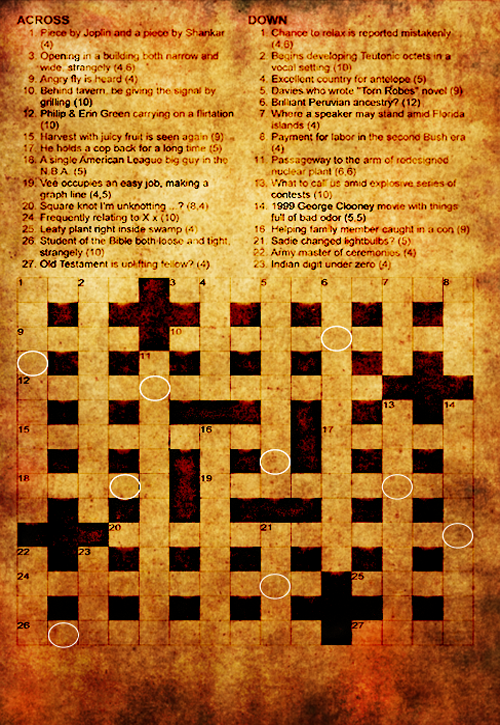 ACROSS
1. Piece by Joplin and a piece by Shankar
(4)
3. Opening in a building both narrow and
wide, strangely (4,6)
9. Angry fly is heard (4)
10. Behind tavern, be giving the signal by
grilling (10)
12. Philip & Erin Green carrying on a flirtation
(10)
15. Harvest with juicy fruit is seen again (9)
17. He holds a cop back for a long time (5)
18. A single American League big guy in the
N.B.A. (5)
19. Vee occupies an easy job, making a
graph line (4,5)
20. Square knot I'm unknotting ...? (8,4)
24. Frequently relating to X x (10)
25. Leafy plant right inside swamp (4)
26. Student of the Bible both loose and tight,
strangely (10)
27. Old Testament is uplifting fellow? (4)
DOWN
1. Chance to relax is reported mistakenly
(4,6)
2. Begins developing Teutonic octets in a
vocal setting (10)
4. Excellent country for antelope (5)
5. Davies who wrote "Torn Robes" novel (9)
6. Brilliant Peruvian ancestry? (12)
7. Where a speaker may stand amid Florida
islands (4)
8. Payment for labor in the second Bush era
(4)
11. Passageway to the arm of redesigned
nuclear plant (6,6)
13. What to call us amid explosive series of
contests (10)
14. 1999 George Clooney movie with things
full of bad odor (5,5)
16. Helping family member caught in a con (9)
21. Sadie changed lightbulbs? (5)
22. Army master of ceremonies (4)
23. Indian digit under zero (4)
1 2 3 4 5 6 7 8
9 10
11
12
13 14
15 16 17
18 19
20 21
22 23
24 25
26 27